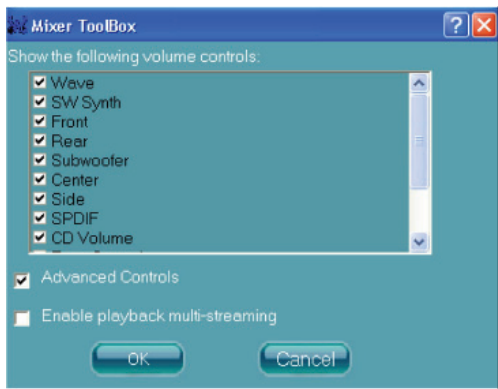 Mixer ToolBox
Show the following volume controls:
Wave
SW Synth
Front
Rear
Subwoofer
Center
Side
SPDIF
CD Volume
Advanced Controls
Enable playback multi-streaming
OK
Cancel